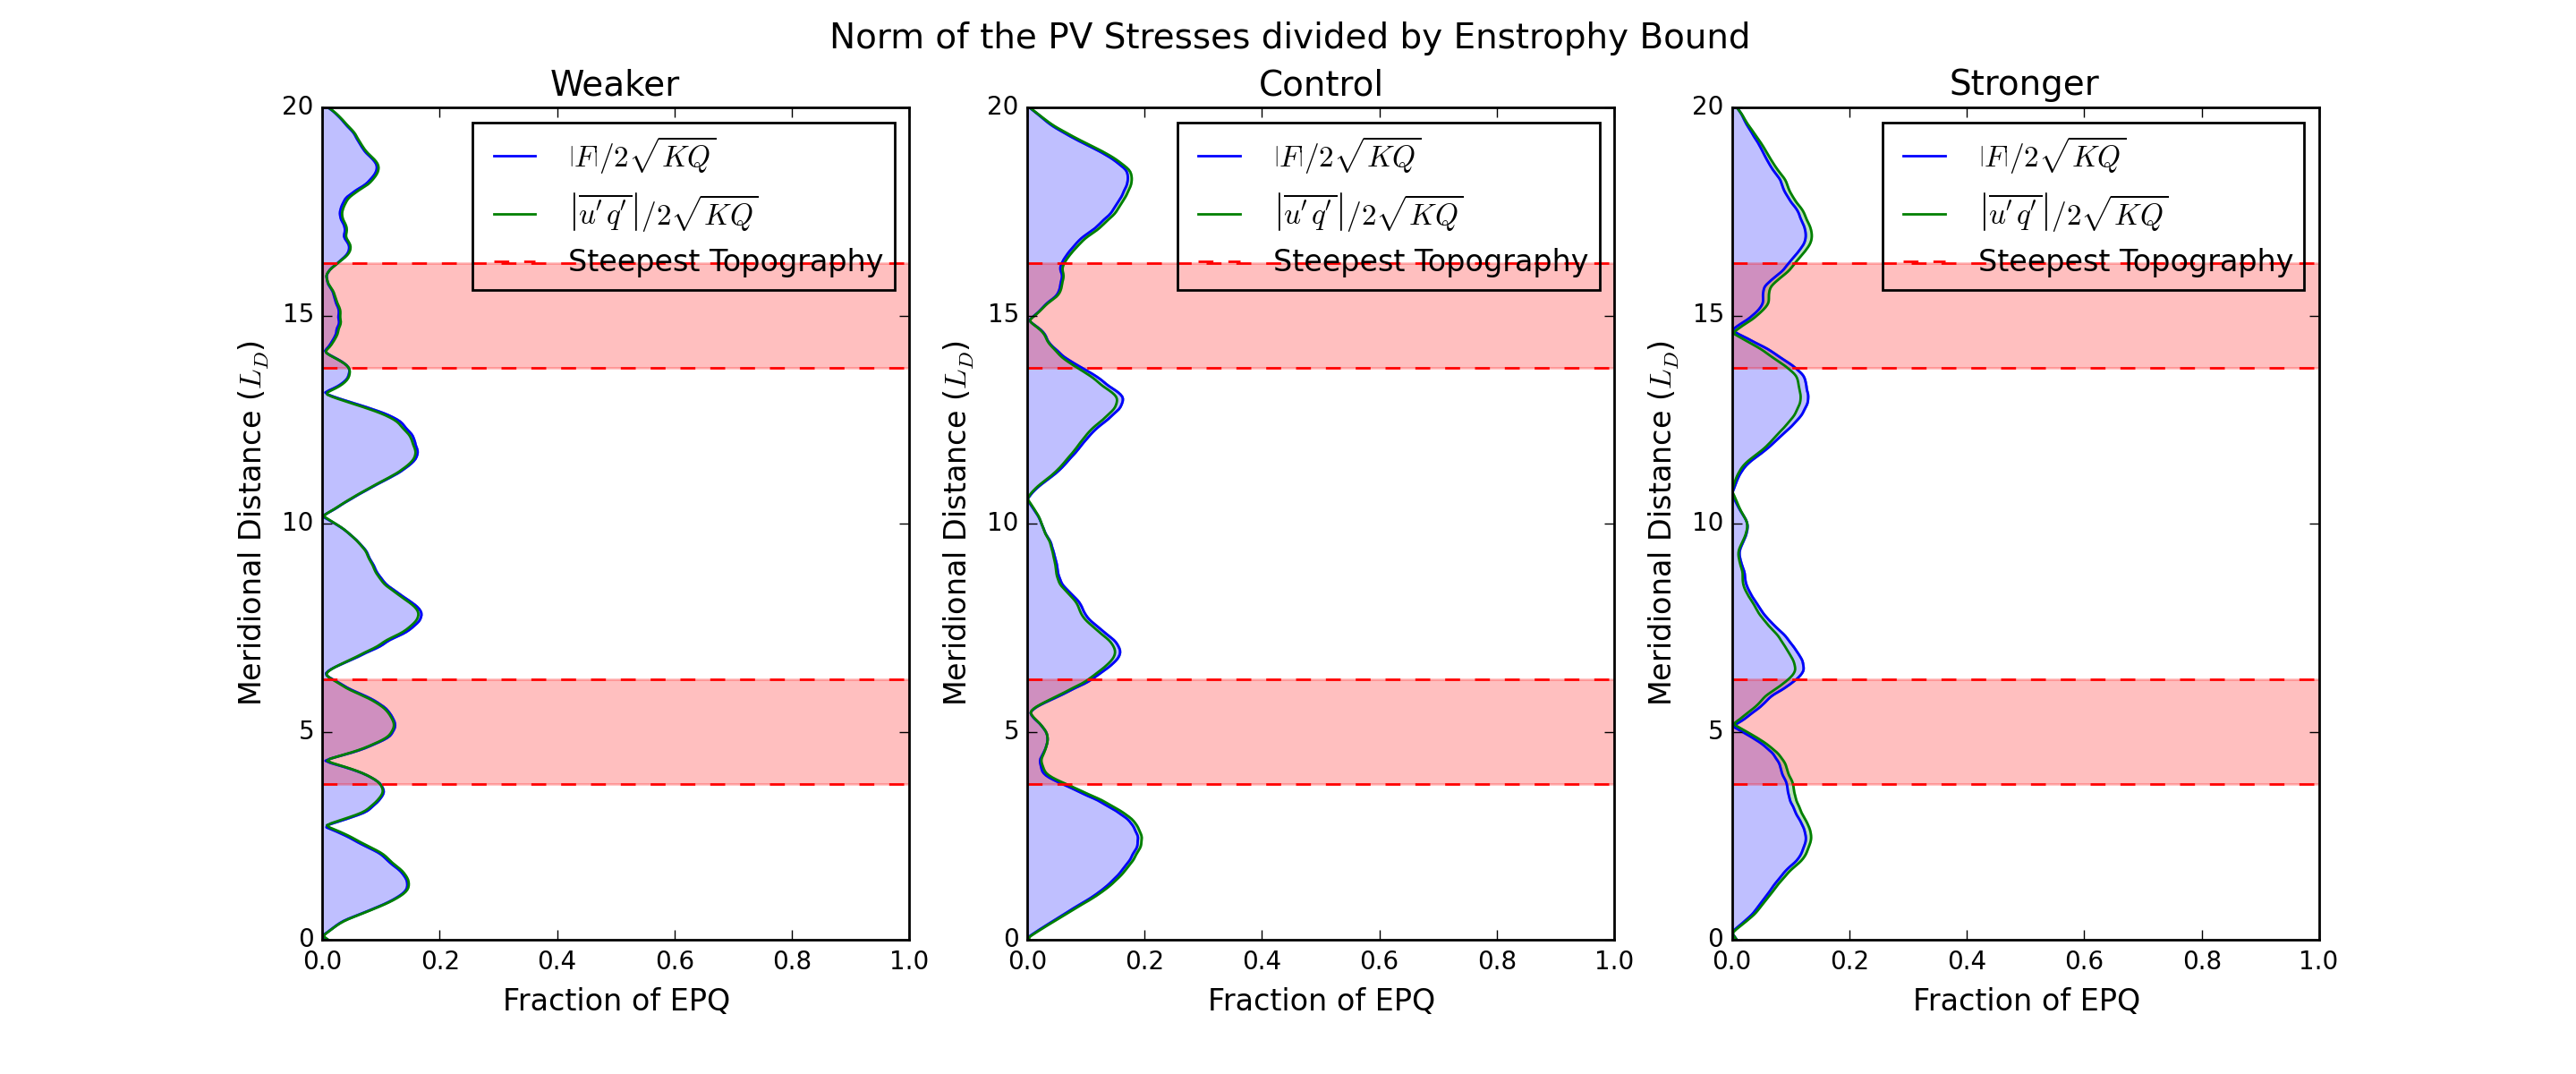 Norm of the PV Stresses divided by Enstrophy Bound
Weaker
20
15
10
5
0
0.0 0.2 0.4 0.6 0.8 1.0
Meridional Distance (L_D)
Fraction of EPQ
|F|/2√KQ
|u′q′|/2√KQ
Steepest Topography
Control
20
15
10
5
0
0.0 0.2 0.4 0.6 0.8 1.0
Meridional Distance (L_D)
Fraction of EPQ
|F|/2√KQ
|u′q′|/2√KQ
Steepest Topography
Stronger
20
15
10
5
0
0.0 0.2 0.4 0.6 0.8 1.0
Meridional Distance (L_D)
Fraction of EPQ
|F|/2√KQ
|u′q′|/2√KQ
Steepest Topography